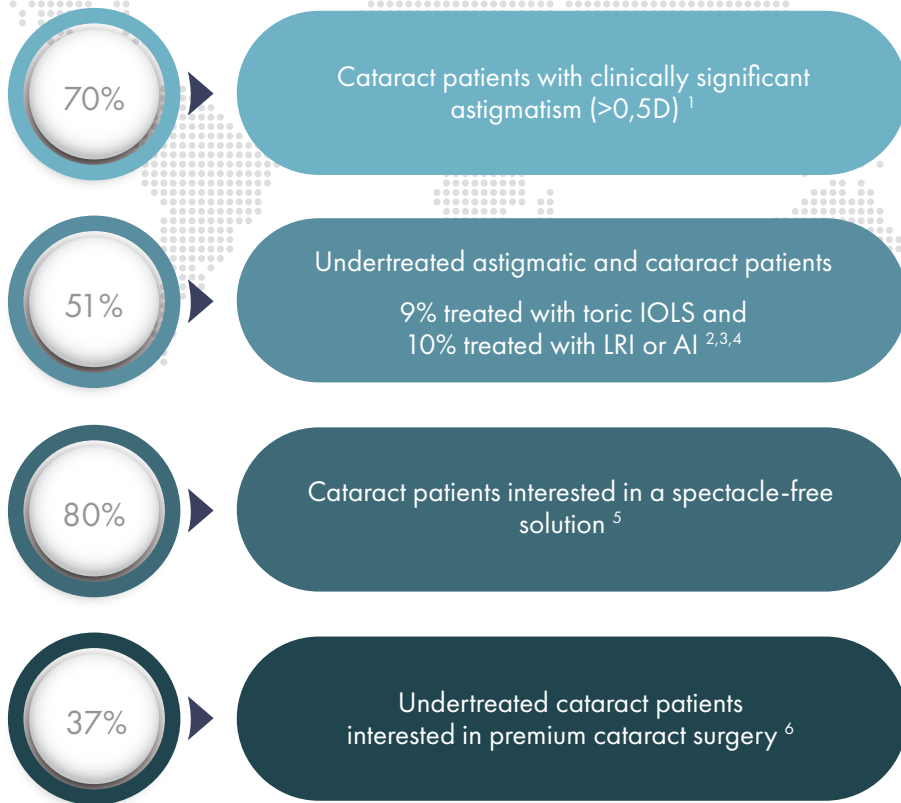 70%
Cataract patients with clinically significant
astigmatism (>0,5D) 1
51%
Undertreated astigmatic and cataract patients
9% treated with toric IOLS and
10% treated with LRI or AI 2,3,4
80%
Cataract patients interested in a spectacle-free
solution 5
37%
Undertreated cataract patients
interested in premium cataract surgery 6